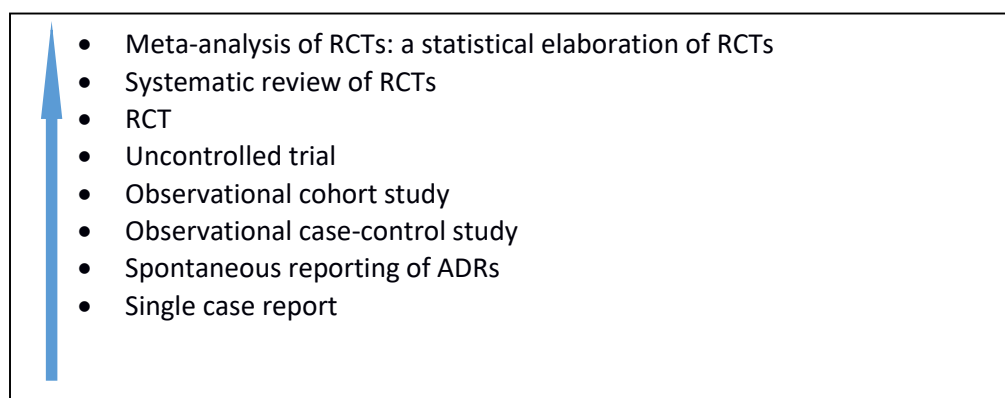 • Meta-analysis of RCTs: a statistical elaboration of RCTs
• Systematic review of RCTs
• RCT
• Uncontrolled trial
• Observational cohort study
• Observational case-control study
• Spontaneous reporting of ADRs
• Single case report